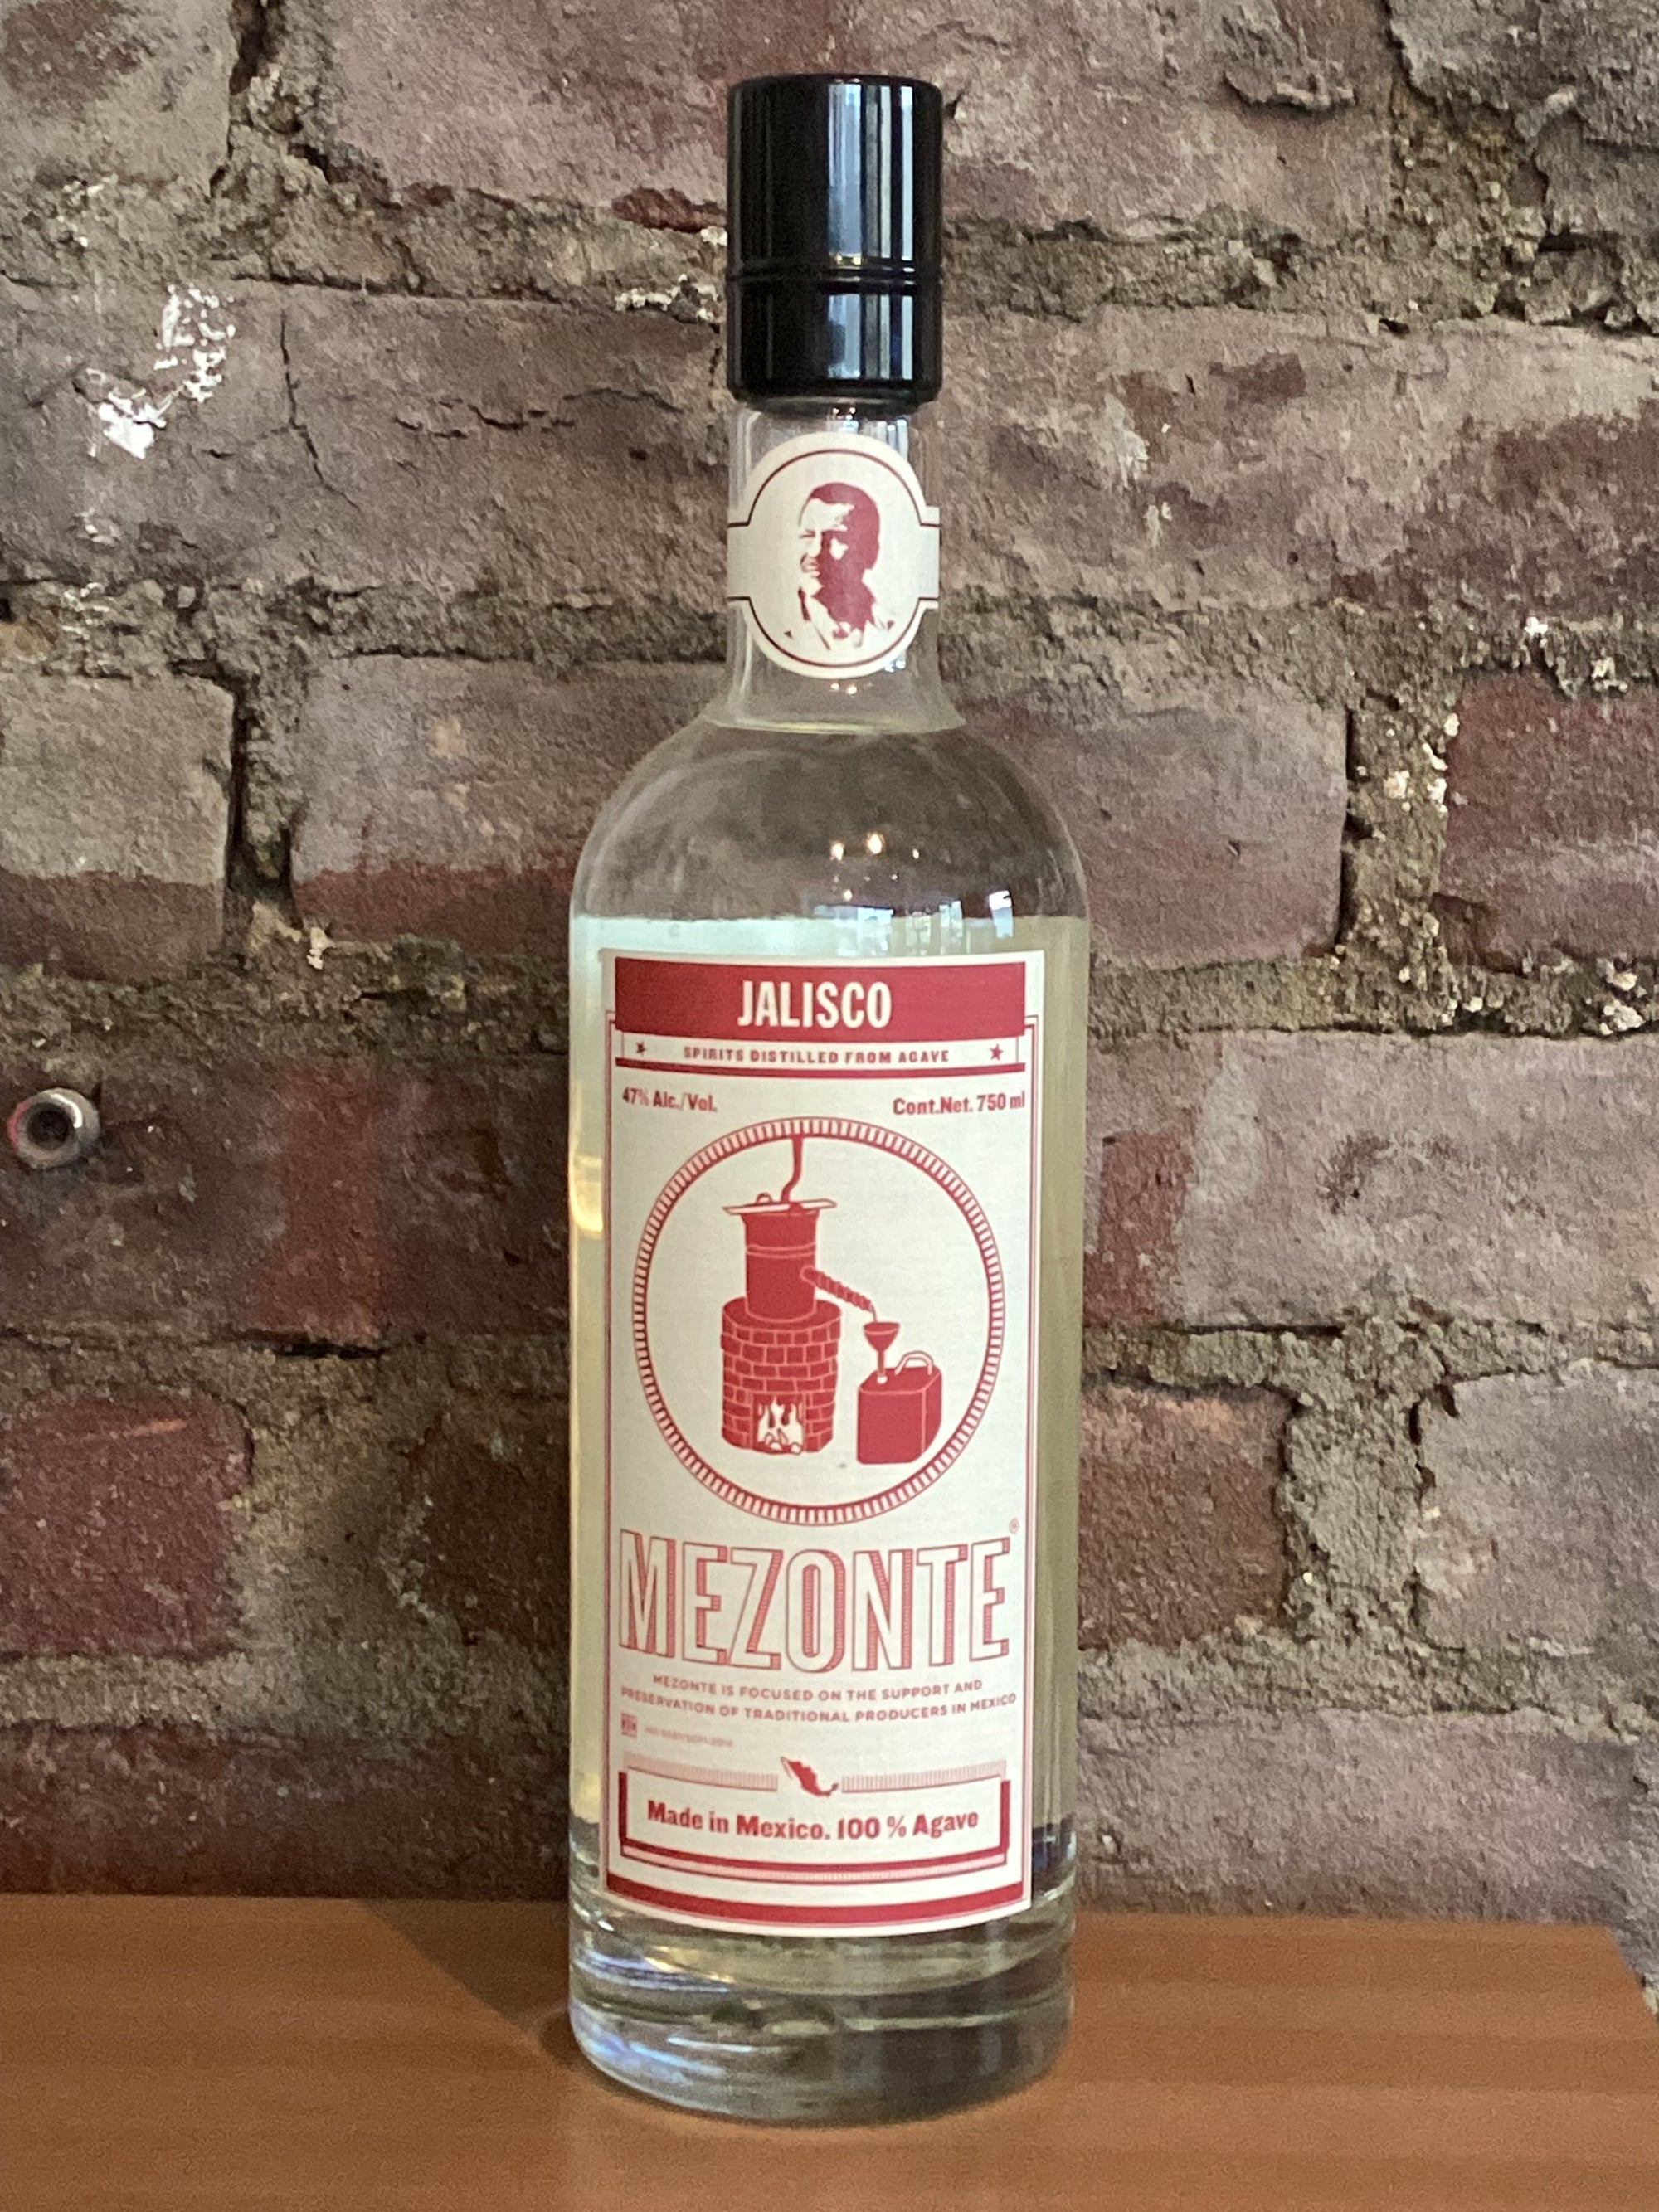 JALISCO
SPIRITS DISTILLED FROM AGAVE
47% Alc./Vol. Cont.Net. 750 ml
MEZONTE®
MEZONTE IS FOCUSED ON THE SUPPORT AND
PRESERVATION OF TRADITIONAL PRODUCERS IN MEXICO
Made in Mexico. 100 % Agave